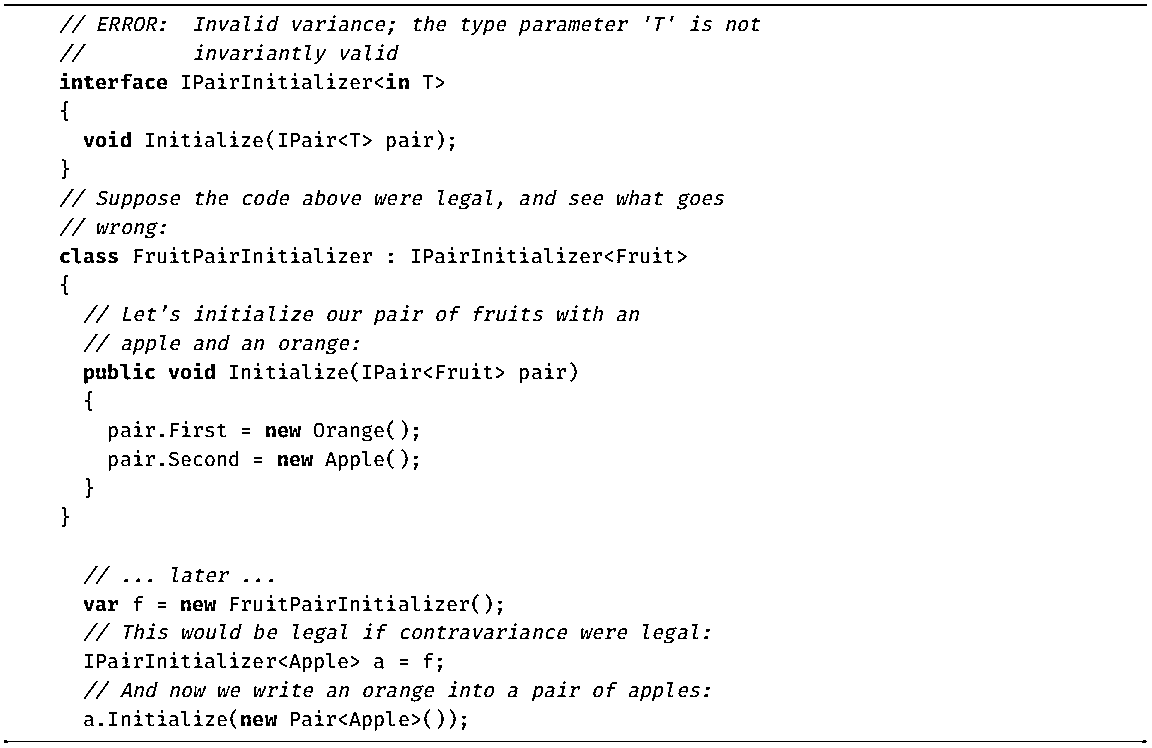 // ERROR:  Invalid variance; the type parameter 'T' is not
//         invariantly valid
interface IPairInitializer<in T>
{
  void Initialize(IPair<T> pair);
}
// Suppose the code above were legal, and see what goes
// wrong:
class FruitPairInitializer : IPairInitializer<Fruit>
{
  // Let's initialize our pair of fruits with an
  // apple and an orange:
  public void Initialize(IPair<Fruit> pair)
  {
    pair.First = new Orange();
    pair.Second = new Apple();
  }
}

  // ... later ...
  var f = new FruitPairInitializer();
  // This would be legal if contravariance were legal:
  IPairInitializer<Apple> a = f;
  // And now we write an orange into a pair of apples:
  a.Initialize(new Pair<Apple>());